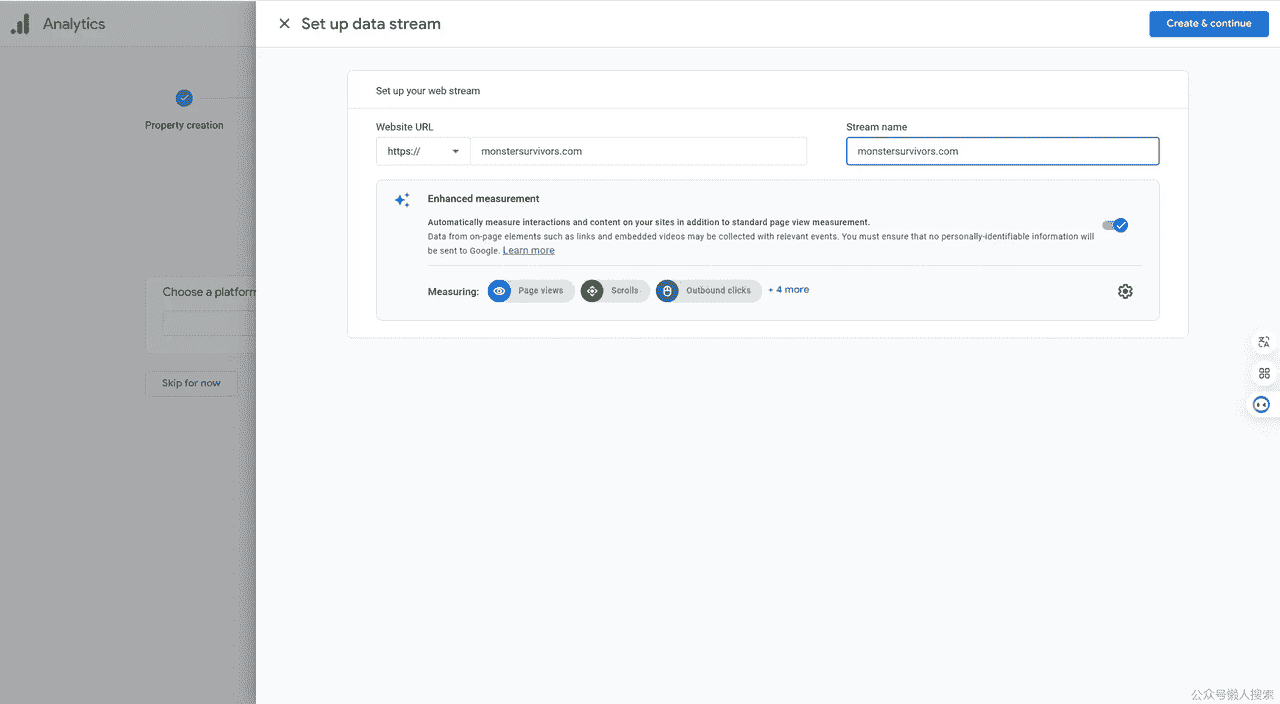 Analytics
Set up data stream
Create & continue
Property creation
Set up your web stream
Website URL
Stream name
https://
monstersurvivors.com
monstersurvivors.com
Enhanced measurement
Automatically measure interactions and content on your sites in addition to standard page view measurement.
Data from on-page elements such as links and embedded videos may be collected with relevant events. You must ensure that no personally-identifiable information will
be sent to Google. Learn more
Measuring:
Page views
Scrolls
Outbound clicks
+ 4 more
Choose a platform
Skip for now
公众号懒人搜索